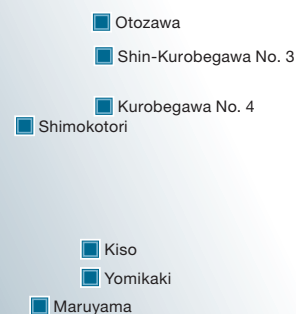 Otozawa
Shin-Kurobegawa No. 3
Kurobegawa No. 4
Shimokotori
Kiso
Yomikaki
Maruyama